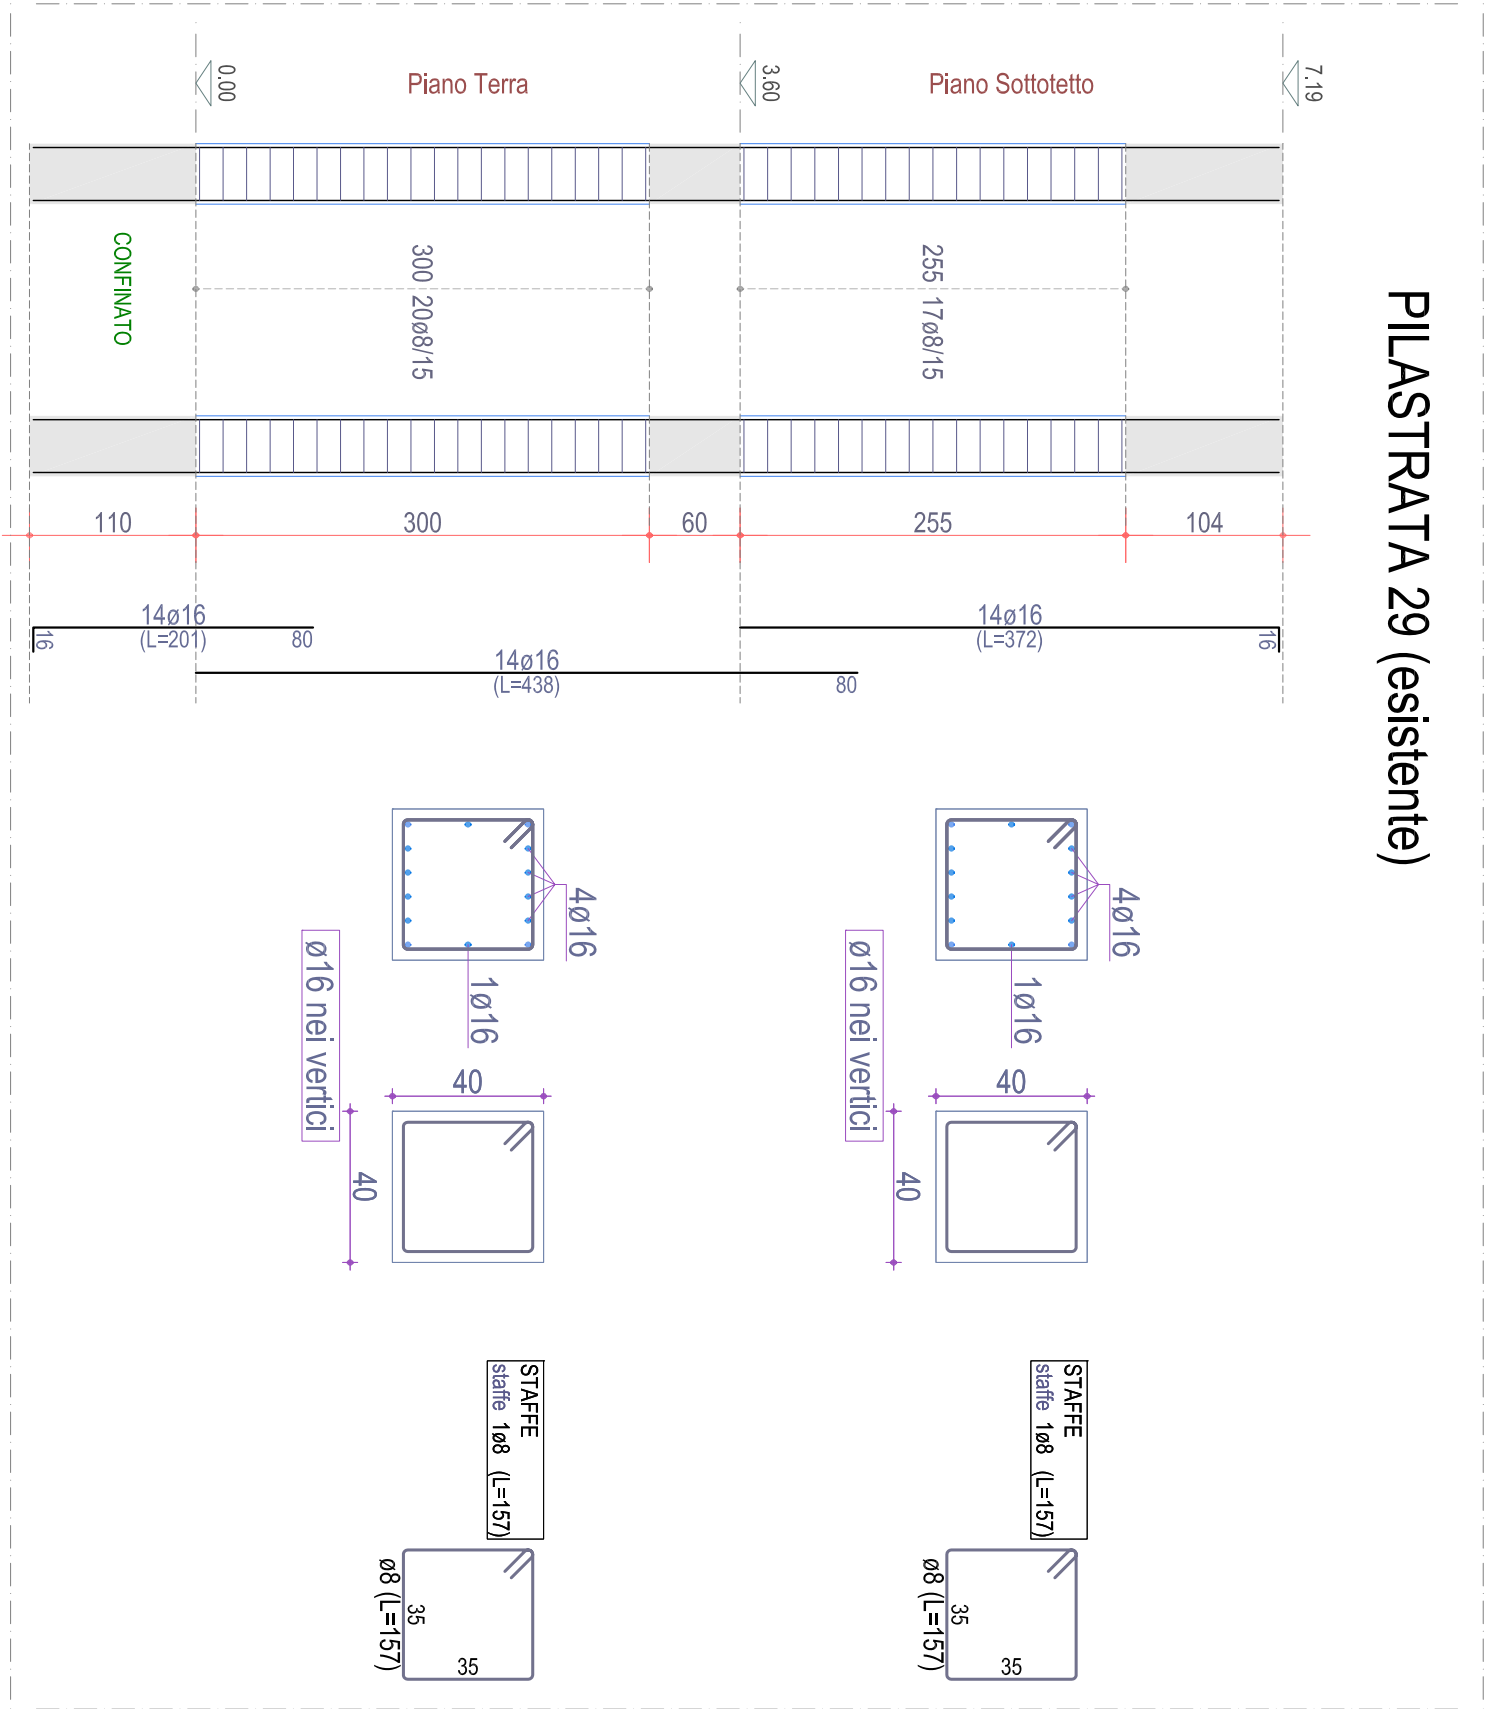 PILASTRATA 29 (esistente)
7.19
Piano Sottotetto
3.60
Piano Terra
0.00
255 17ø8/15
300 20ø8/15
CONFINATO
110
300
60
255
104
14ø16
(L=201)
16
80
14ø16
(L=438)
80
14ø16
(L=372)
16
4ø16
1ø16
ø16 nei vertici
4ø16
1ø16
ø16 nei vertici
40
40
40
40
STAFFE
staffe 1ø8 (L=157)
STAFFE
staffe 1ø8 (L=157)
35
35
ø8 (L=157)
35
35
ø8 (L=157)